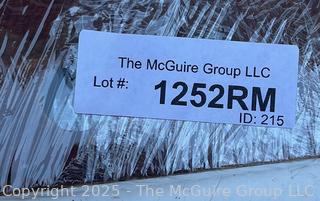 The McGuire Group LLC
Lot #: 1252RM
ID: 215
Copyright 2025 - The McGuire Group LLC